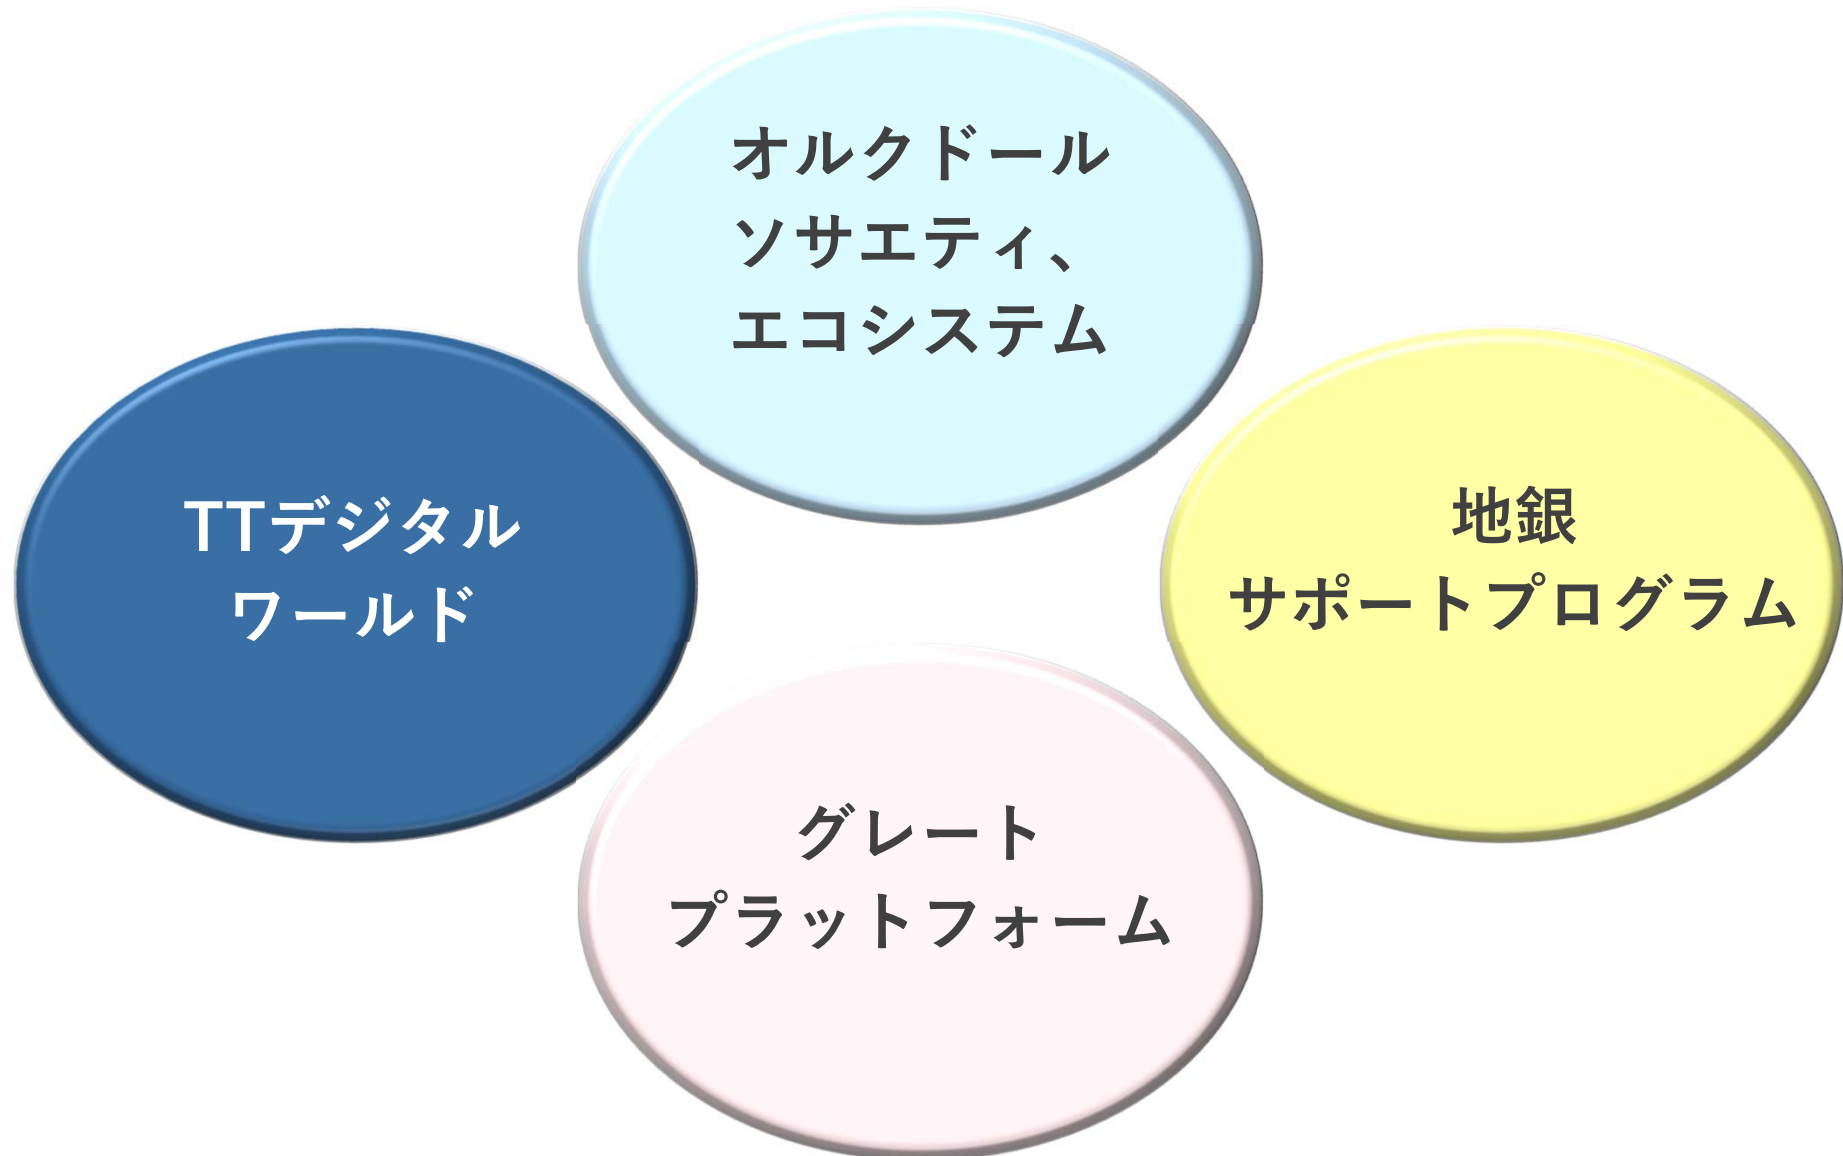 オルクドール
ソサエティ、
エコシステム
TTデジタル
ワールド
地銀
サポートプログラム
グレート
プラットフォーム